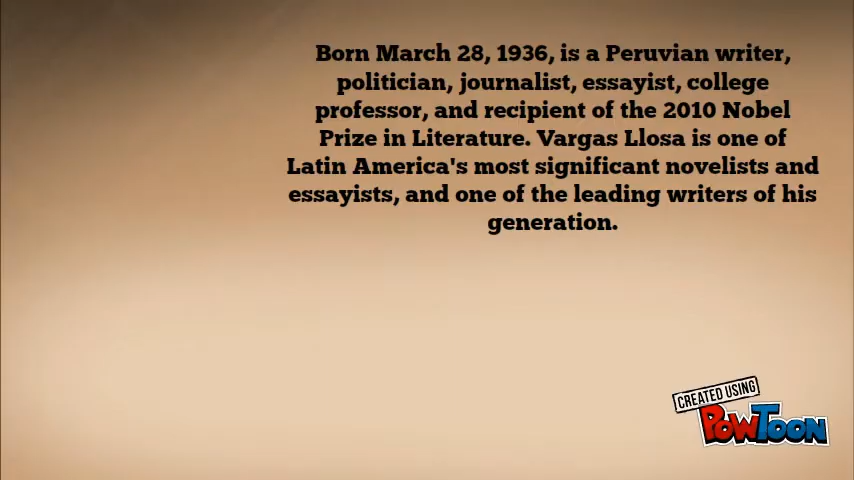 Born March 28, 1936, is a Peruvian writer,
politician, journalist, essayist, college
professor, and recipient of the 2010 Nobel
Prize in Literature. Vargas Llosa is one of
Latin America's most significant novelists and
essayists, and one of the leading writers of his
generation.
CREATED USING
POWTOON